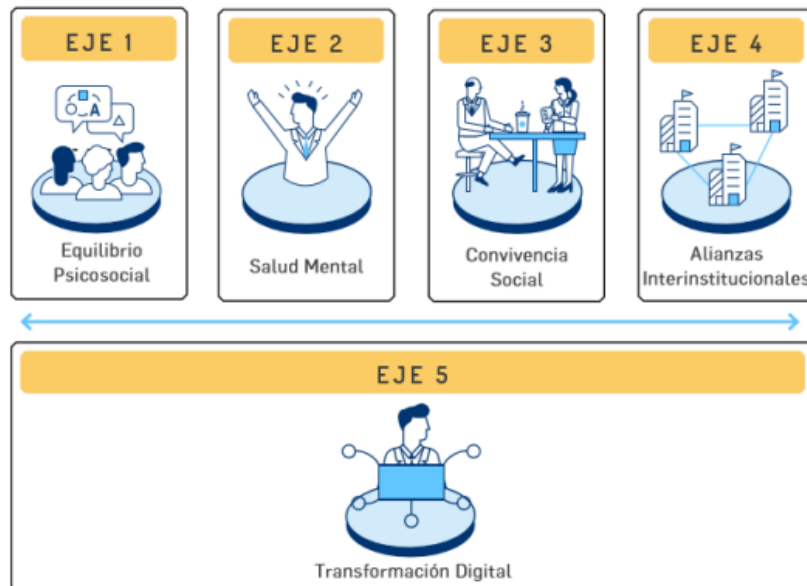 EJE 1
EJE 2
EJE 3
EJE 4
A
Equilibrio
Psicosocial
Salud Mental
Convivencia
Social
Alianzas
Interinstitucionales
EJE 5
Transformación Digital